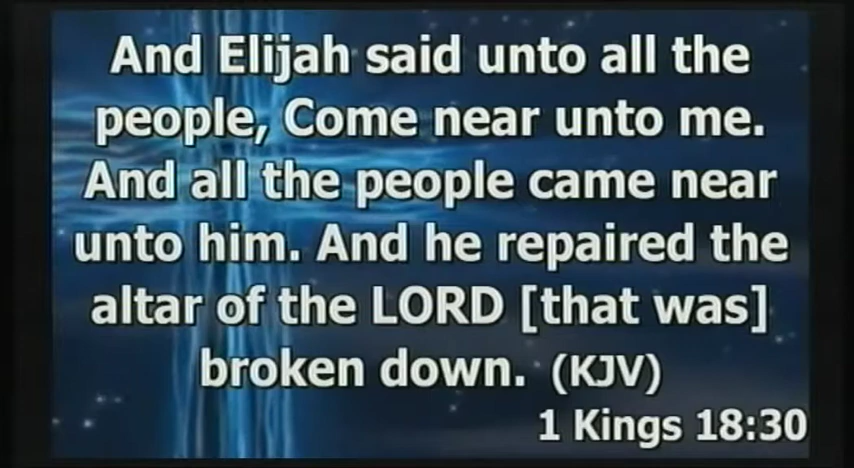 And Elijah said unto all the
people, Come near unto me.
And all the people came near
unto him. And he repaired the
altar of the LORD [that was]
broken down. (KJV)
1 Kings 18:30